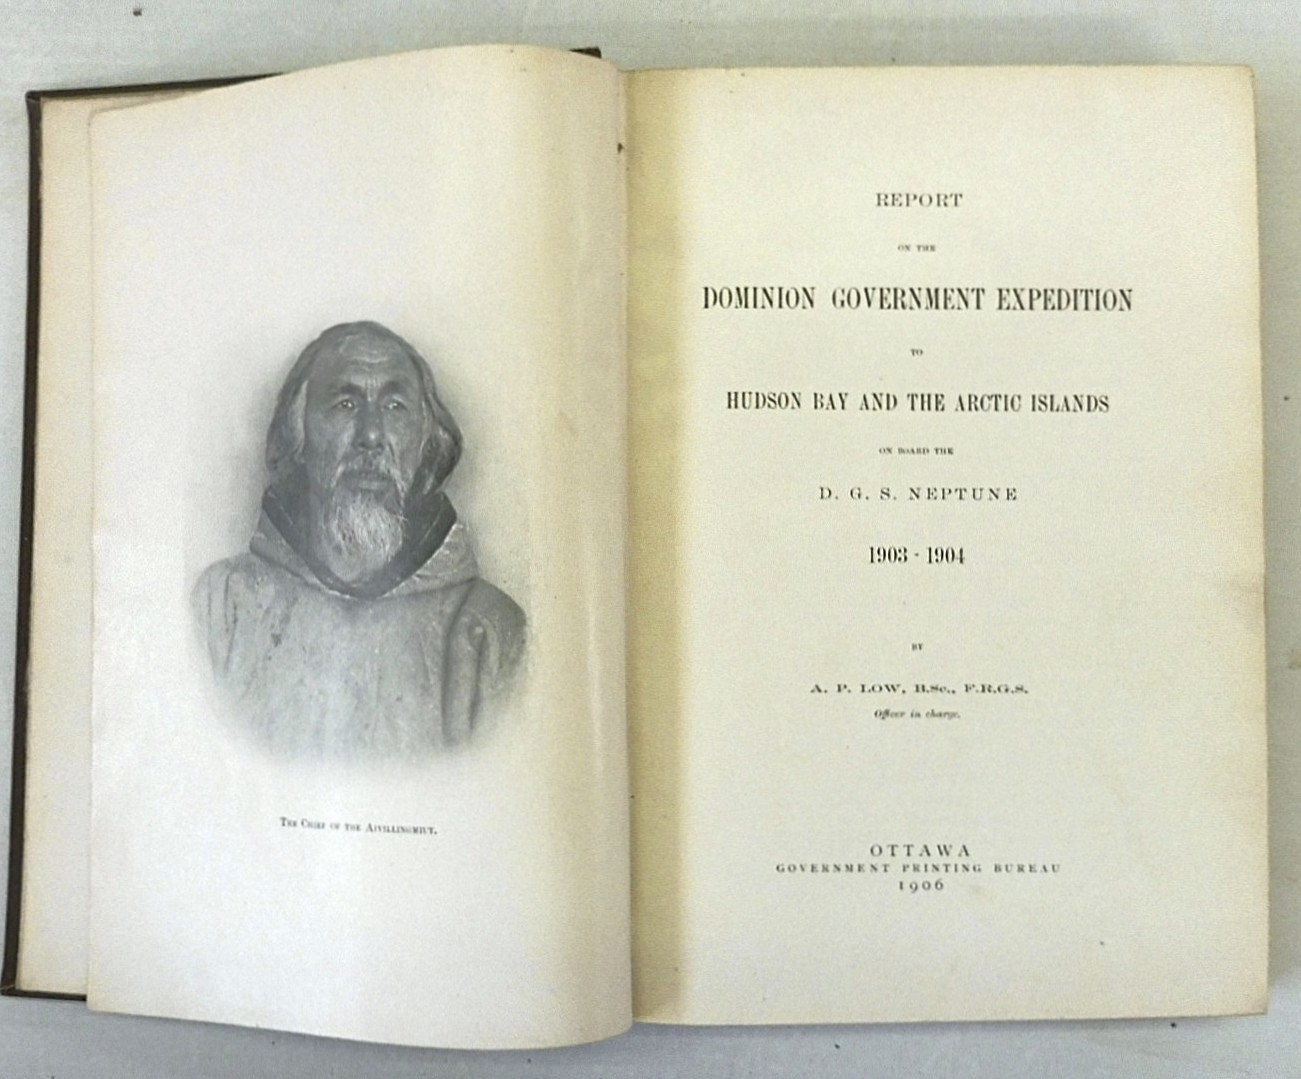 The Chief of the Aivillingmiut.
REPORT
ON THE
DOMINION GOVERNMENT EXPEDITION
TO
HUDSON BAY AND THE ARCTIC ISLANDS
ON BOARD THE
D. G. S. NEPTUNE
1903 - 1904
BY
A. P. LOW, B.Sc., F.R.G.S.
Officer in charge.
OTTAWA
GOVERNMENT PRINTING BUREAU
1906